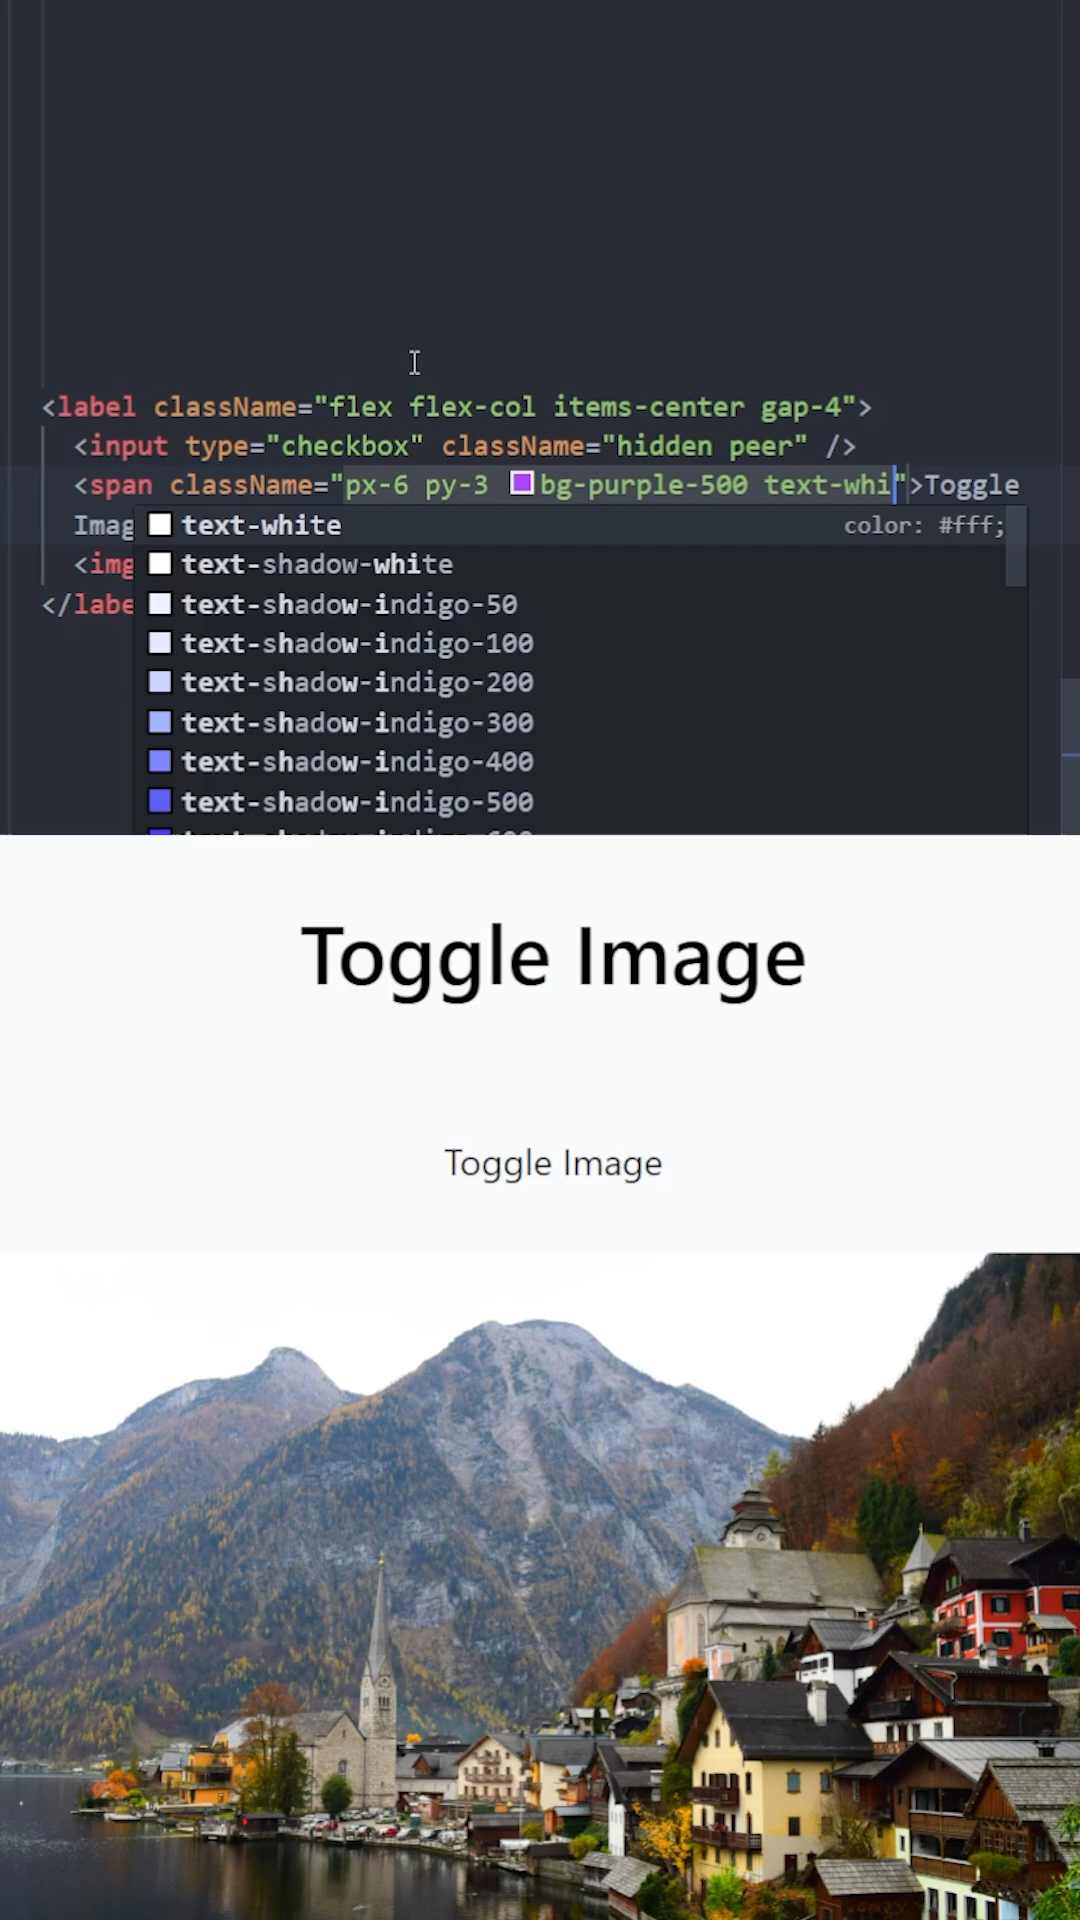 <label className="flex flex-col items-center gap-4">
<input type="checkbox" className="hidden peer" />
<span className="px-6 py-3 bg-purple-500 text-whi">Toggle
Imag
text-white color: #fff;
<img
text-shadow-white
</labe
text-shadow-indigo-50
text-shadow-indigo-100
text-shadow-indigo-200
text-shadow-indigo-300
text-shadow-indigo-400
text-shadow-indigo-500
Toggle Image
Toggle Image